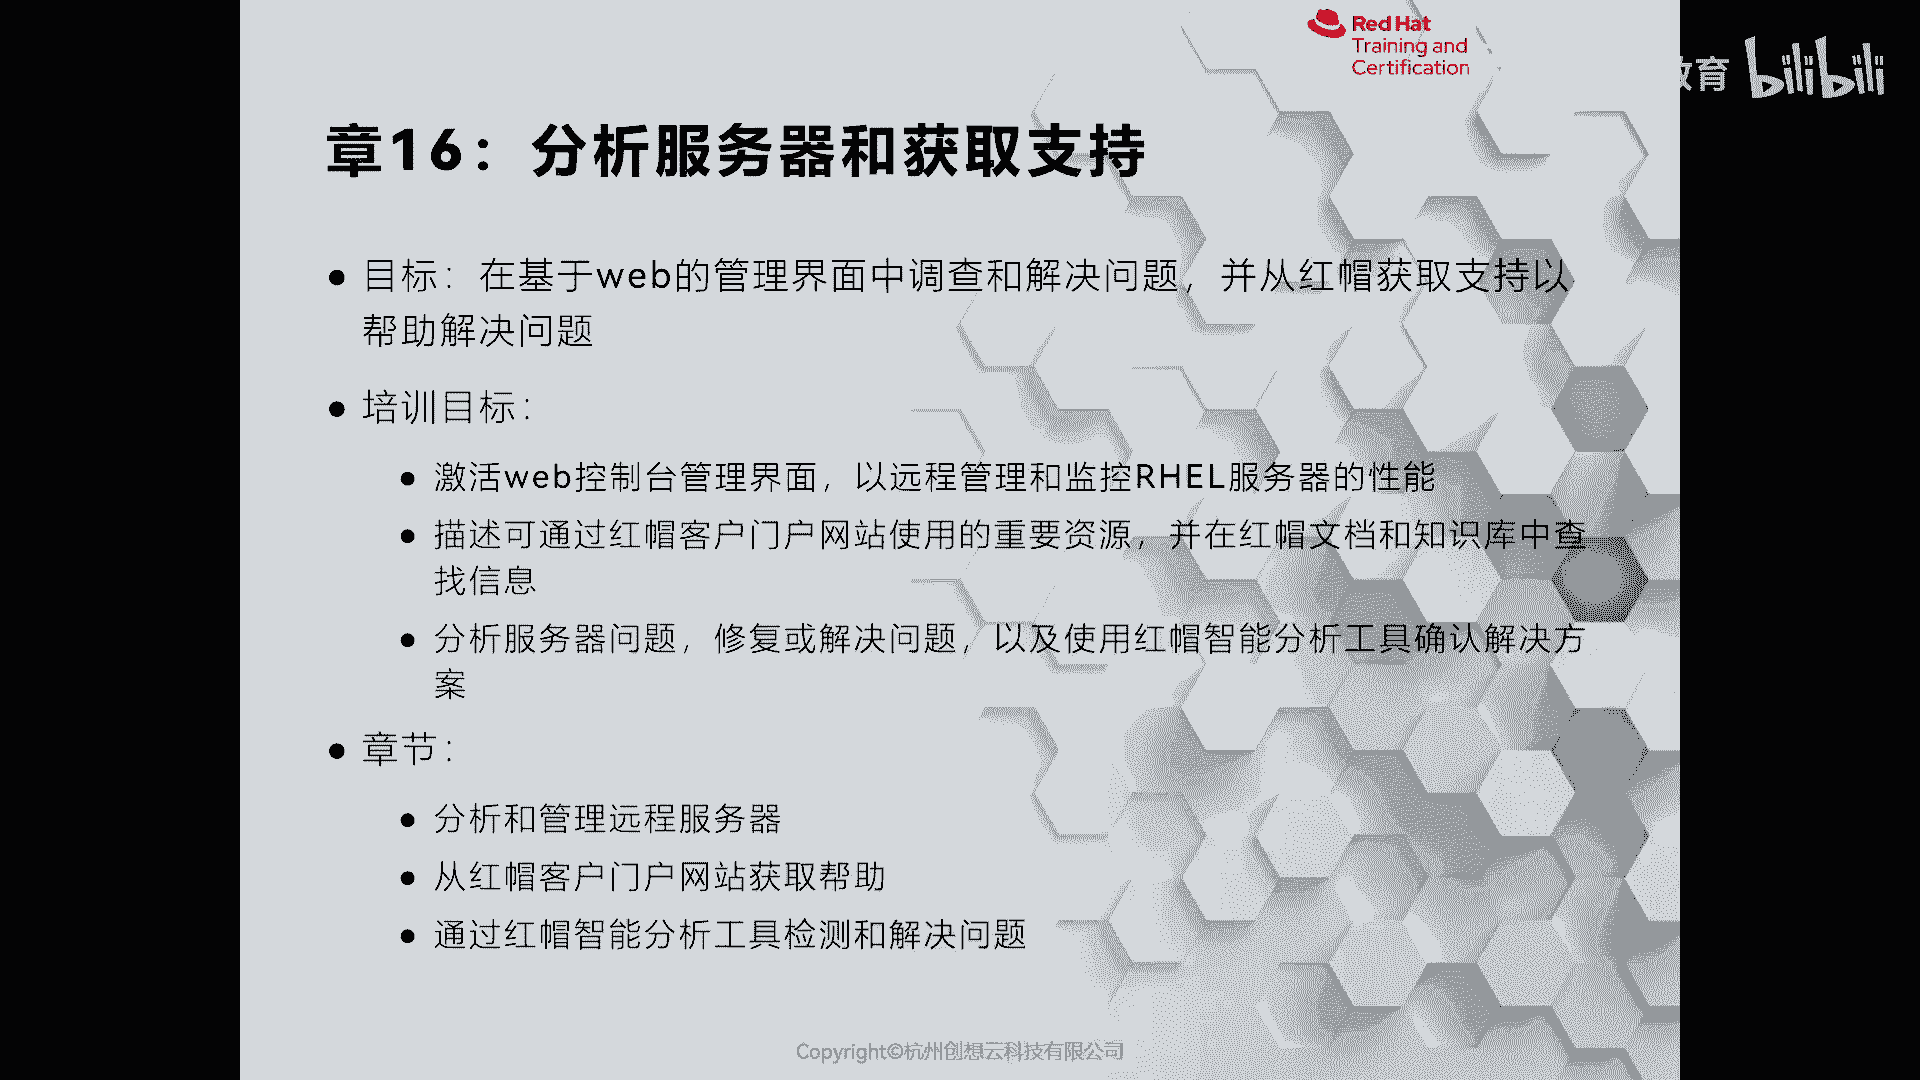 Red Hat
Training and
Certification
教育 bilibili
章16：分析服务器和获取支持
● 目标：在基于web的管理界面中调查和解决问题，并从红帽获取支持以
帮助解决问题
● 培训目标：
● 激活web控制台管理界面，以远程管理和监控RHEL服务器的性能
● 描述可通过红帽客户门户网站使用的重要资源，并在红帽文档和知识库中查
找信息
● 分析服务器问题，修复或解决问题，以及使用红帽智能分析工具确认解决方
案
● 章节：
● 分析和管理远程服务器
● 从红帽客户门户网站获取帮助
● 通过红帽智能分析工具检测和解决问题
Copyright©杭州创想云科技有限公司